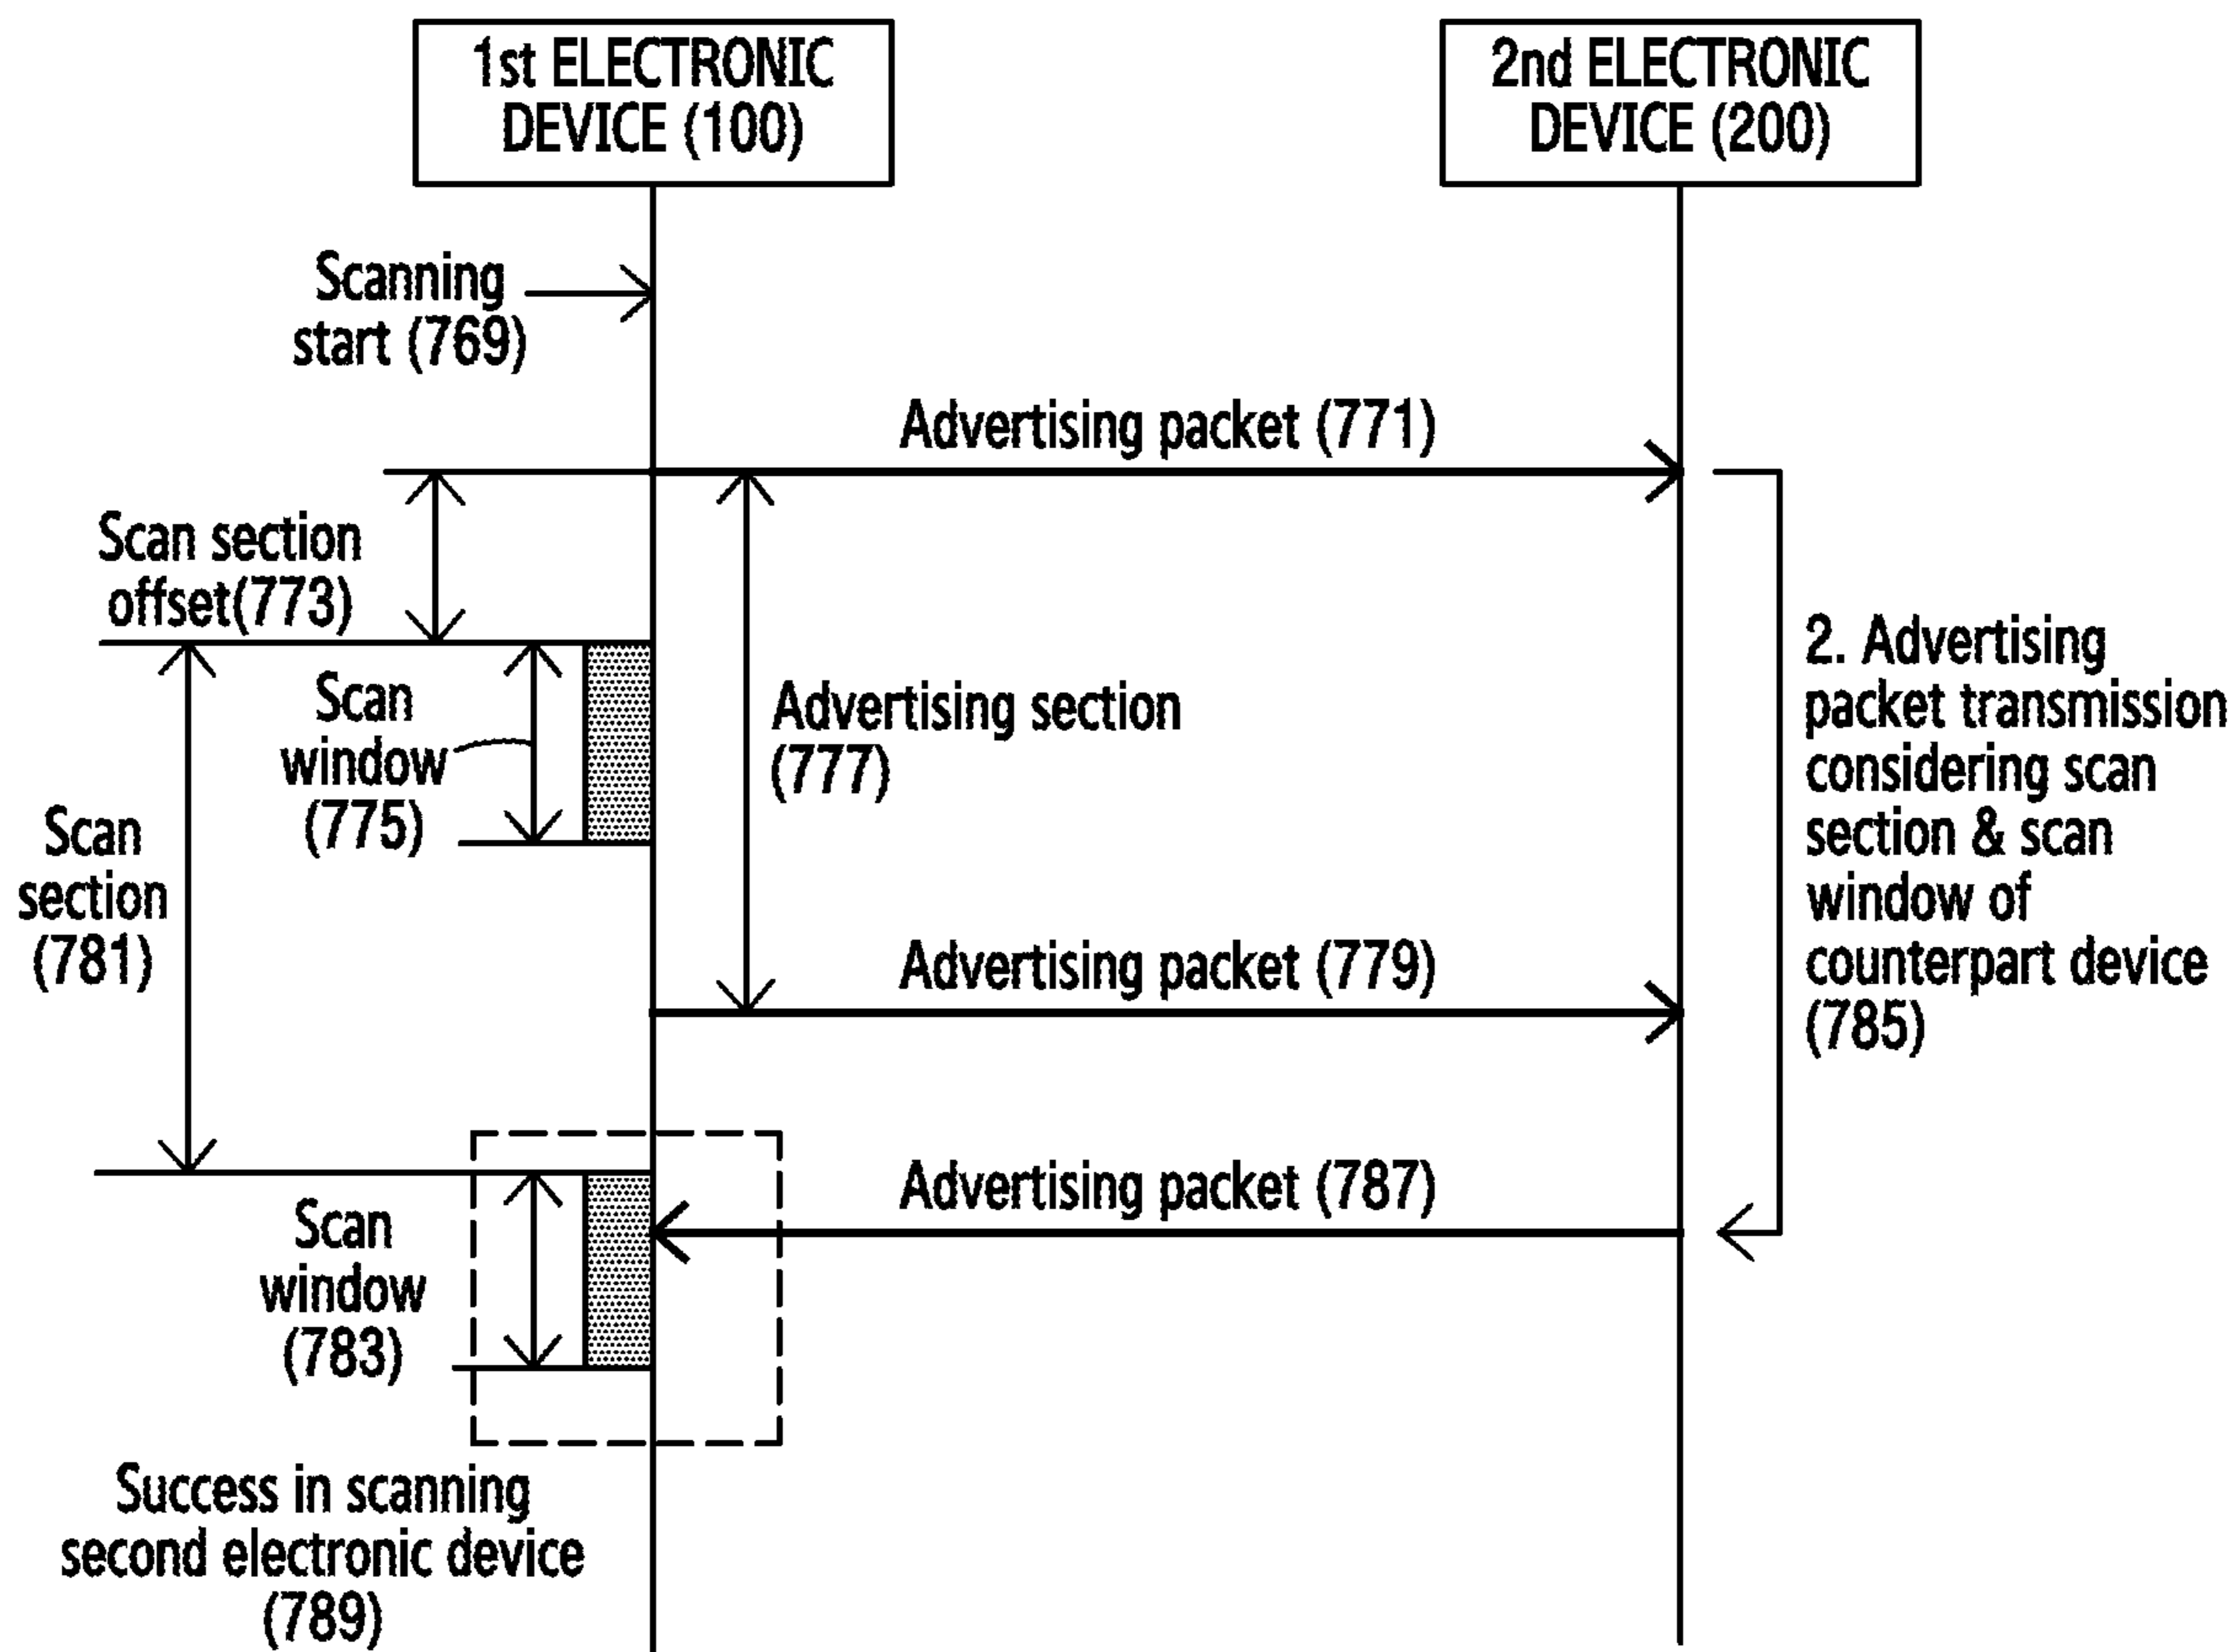 1st ELECTRONIC
DEVICE (100)
2nd ELECTRONIC
DEVICE (200)
Scanning
start (769)
Advertising packet (771)
Scan section
offset(773)
Scan
window
(775)
Advertising section
(777)
2. Advertising
packet transmission
considering scan
section & scan
window of
counterpart device
(785)
Scan
section
(781)
Advertising packet (779)
Advertising packet (787)
Scan
window
(783)
Success in scanning
second electronic device
(789)